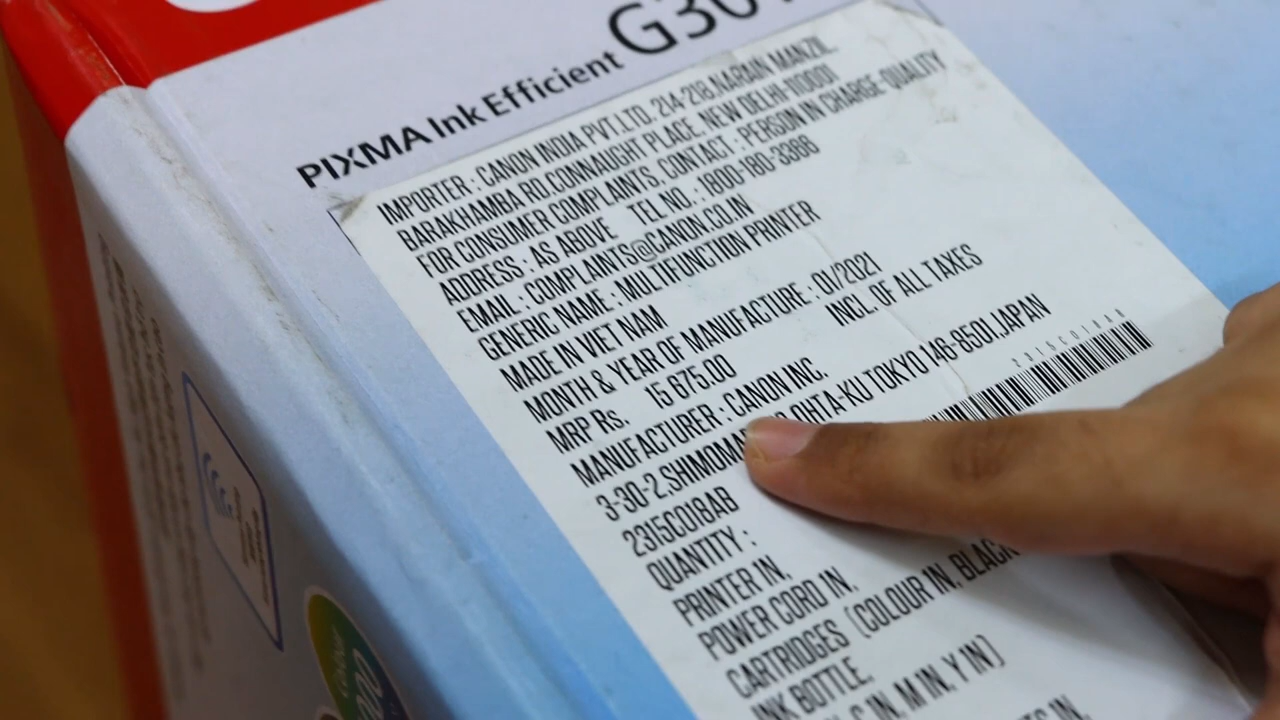 PIXMA Ink Efficient G30
IMPORTER : CANON INDIA PVT.LTD. 214-218,NARAIN MANZIL,
BARAKHAMBA RD.CONNAUGHT PLACE, NEW DELHI-110001
FOR CONSUMER COMPLAINTS, CONTACT : PERSON IN CHARGE-QUALITY
ADDRESS : AS ABOVE TEL NO.: 1800-180-3366
EMAIL : COMPLAINTS@CANON.CO.IN
GENERIC NAME : MULTIFUNCTION PRINTER
MADE IN VIET NAM
MONTH & YEAR OF MANUFACTURE : 01/2021
MRP Rs. 15 675.00 INCL. OF ALL TAXES
MANUFACTURER : CANON INC,
3-30-2,SHIMOMA OHTA-KU TOKYO 146-8501,JAPAN
2315C018AB
2315C018AB
QUANTITY :
PRINTER 1N,
POWER CORD 1N,
CARTRIDGES (COLOUR 1N, BLACK
INK BOTTLE
C 1N, M 1N, Y 1N)